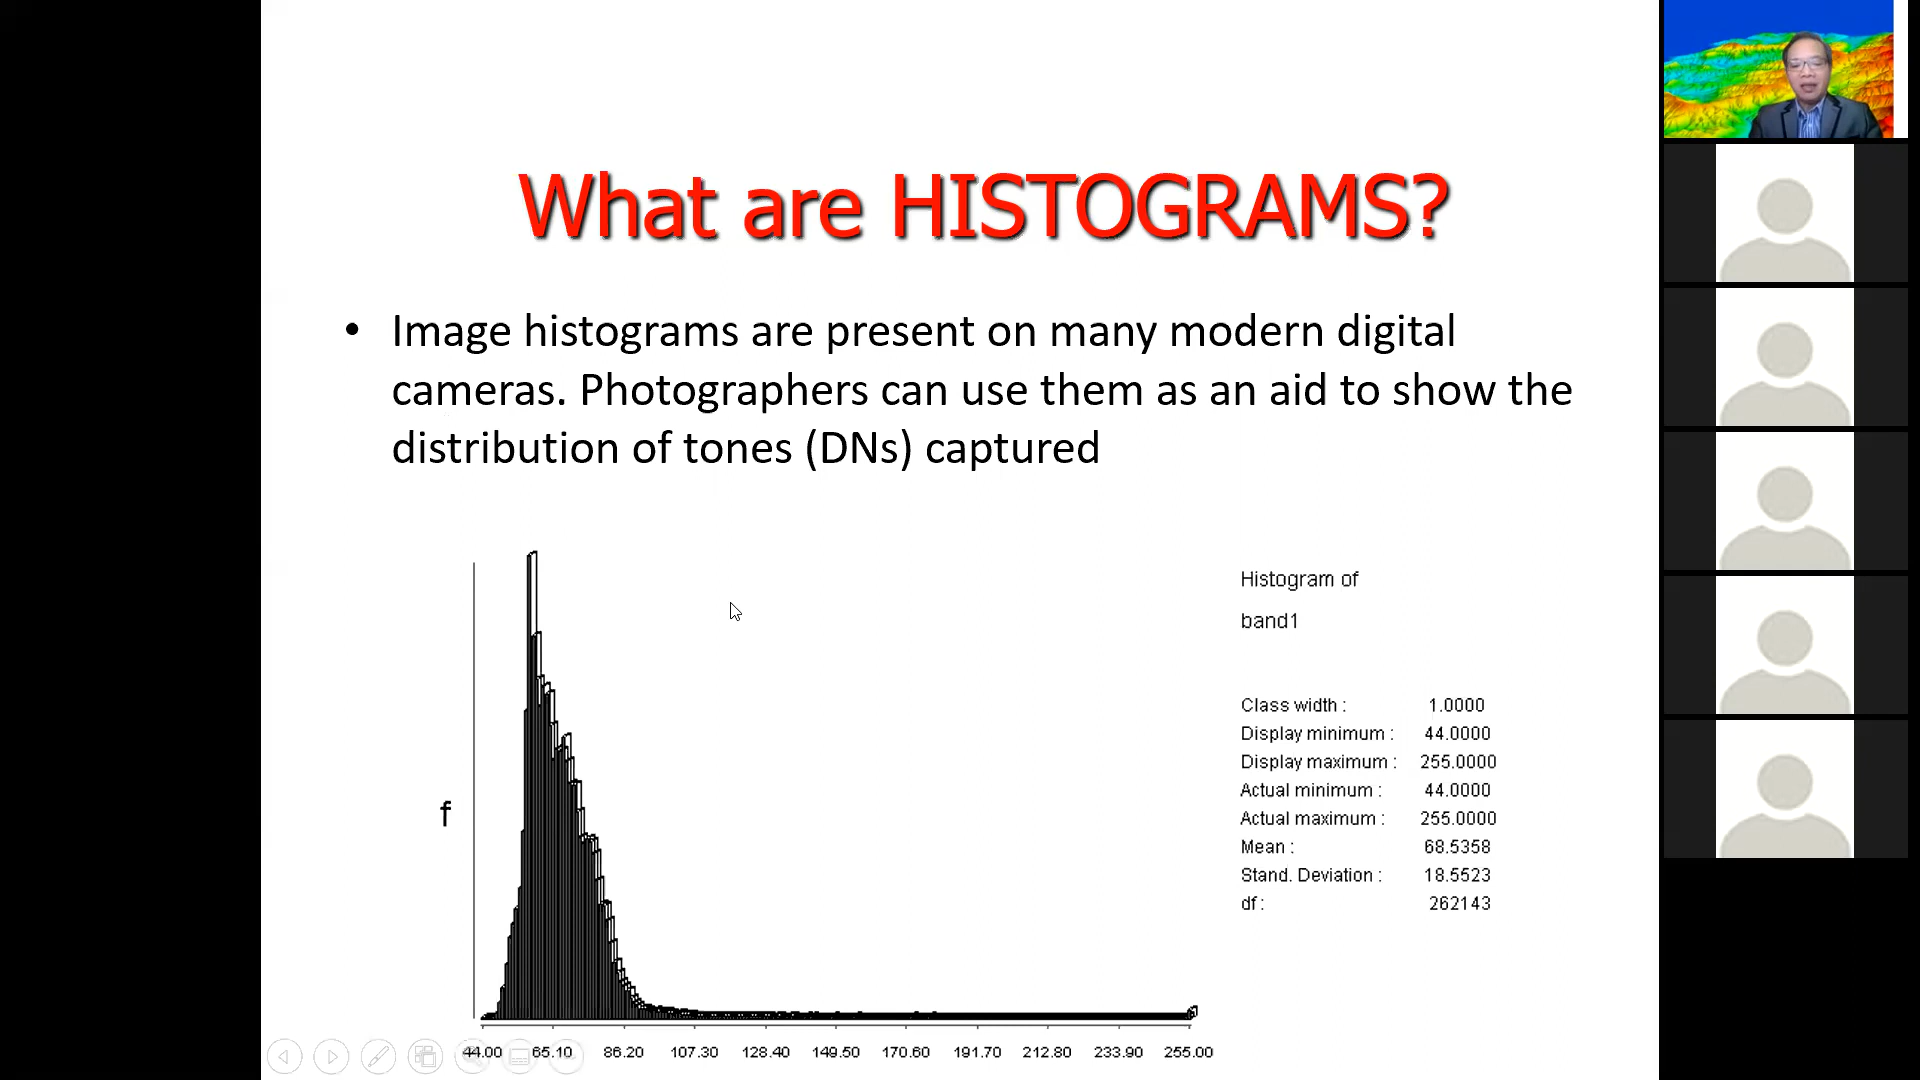 What are HISTOGRAMS?
• Image histograms are present on many modern digital
cameras. Photographers can use them as an aid to show the
distribution of tones (DNs) captured
Histogram of
band1
Class width : 1.0000
Display minimum : 44.0000
Display maximum : 255.0000
Actual minimum : 44.0000
Actual maximum : 255.0000
Mean : 68.5358
Stand. Deviation : 18.5523
df : 262143
f
44.00 65.10 86.20 107.30 128.40 149.50 170.60 191.70 212.80 233.90 255.00